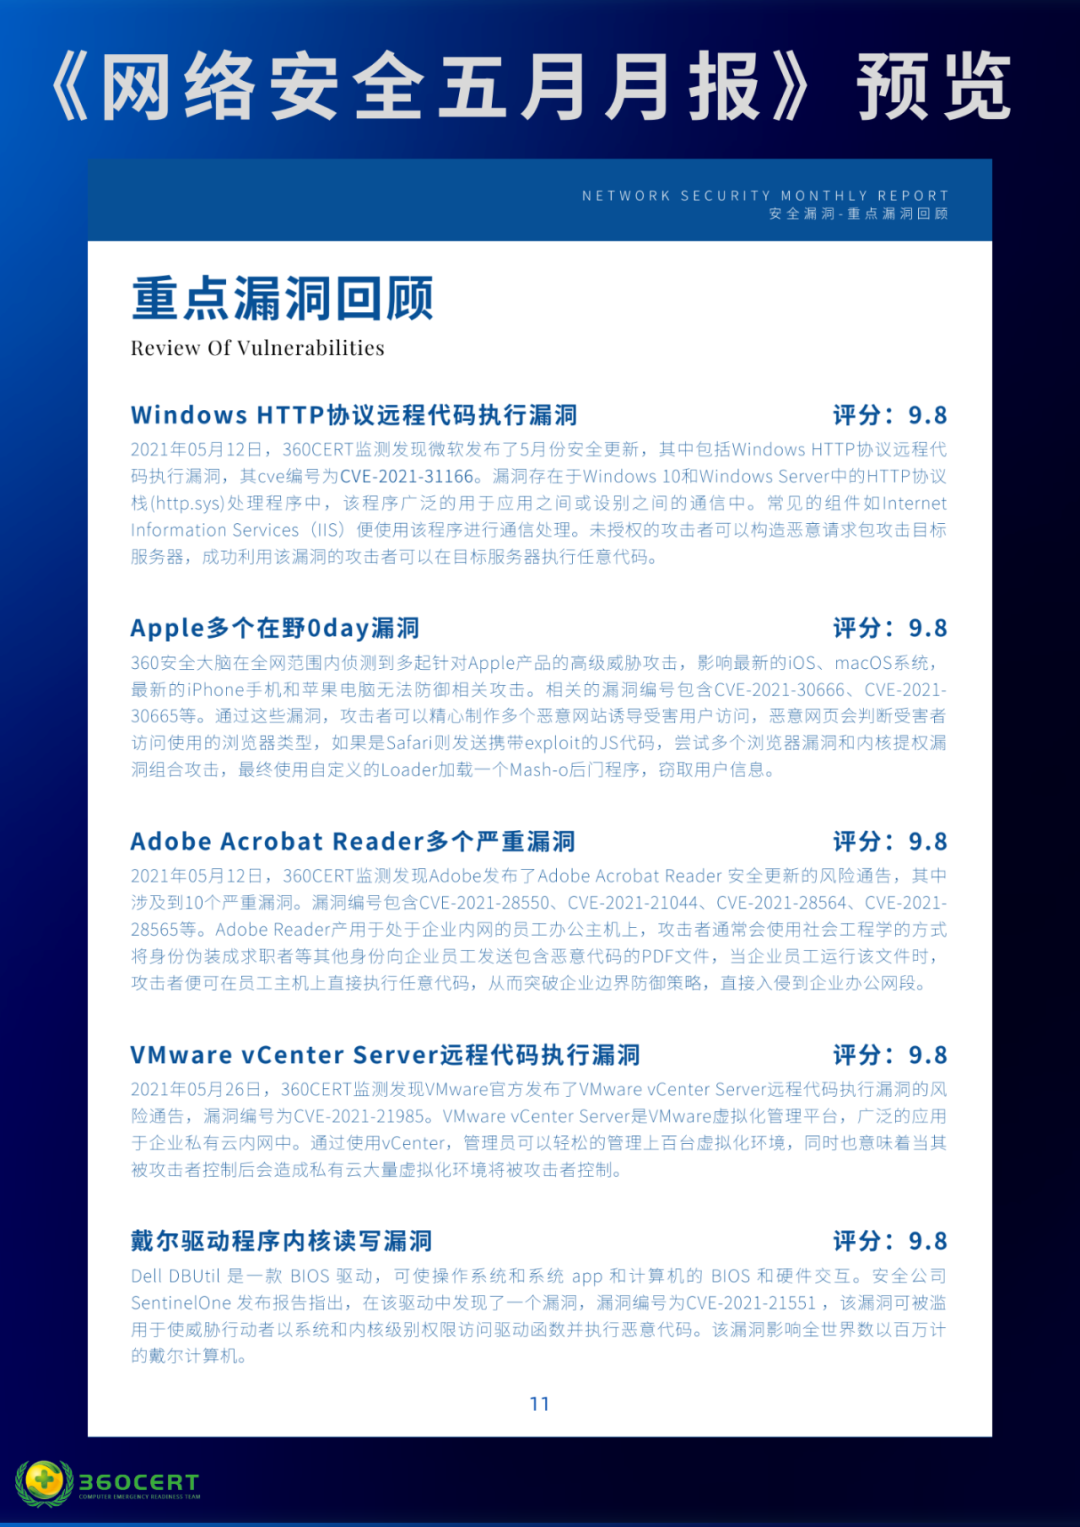 《网络安全五月月报》预览
NETWORK SECURITY MONTHLY REPORT
安全漏洞-重点漏洞回顾
重点漏洞回顾
Review Of Vulnerabilities
Windows HTTP协议远程代码执行漏洞 评分：9.8
2021年05月12日，360CERT监测发现微软发布了5月份安全更新，其中包括Windows HTTP协议远程代
码执行漏洞，其cve编号为CVE-2021-31166。漏洞存在于Windows 10和Windows Server中的HTTP协议
栈(http.sys)处理程序中，该程序广泛的用于应用之间或设别之间的通信中。常见的组件如Internet
Information Services（IIS）便使用该程序进行通信处理。未授权的攻击者可以构造恶意请求包攻击目标
服务器，成功利用该漏洞的攻击者可以在目标服务器执行任意代码。
Apple多个在野0day漏洞 评分：9.8
360安全大脑在全网范围内侦测到多起针对Apple产品的高级威胁攻击，影响最新的iOS、macOS系统，
最新的iPhone手机和苹果电脑无法防御相关攻击。相关的漏洞编号包含CVE-2021-30666、CVE-2021-
30665等。通过这些漏洞，攻击者可以精心制作多个恶意网站诱导受害用户访问，恶意网页会判断受害者
访问使用的浏览器类型，如果是Safari则发送携带exploit的JS代码，尝试多个浏览器漏洞和内核提权漏
洞组合攻击，最终使用自定义的Loader加载一个Mash-o后门程序，窃取用户信息。
Adobe Acrobat Reader多个严重漏洞 评分：9.8
2021年05月12日，360CERT监测发现Adobe发布了Adobe Acrobat Reader 安全更新的风险通告，其中
涉及到10个严重漏洞。漏洞编号包含CVE-2021-28550、CVE-2021-21044、CVE-2021-28564、CVE-2021-
28565等。Adobe Reader产用于处于企业内网的员工办公主机上，攻击者通常会使用社会工程学的方式
将身份伪装成求职者等其他身份向企业员工发送包含恶意代码的PDF文件，当企业员工运行该文件时，
攻击者便可在员工主机上直接执行任意代码，从而突破企业边界防御策略，直接入侵到企业办公网段。
VMware vCenter Server远程代码执行漏洞 评分：9.8
2021年05月26日，360CERT监测发现VMware官方发布了VMware vCenter Server远程代码执行漏洞的风
险通告，漏洞编号为CVE-2021-21985。VMware vCenter Server是VMware虚拟化管理平台，广泛的应用
于企业私有云内网中。通过使用vCenter，管理员可以轻松的管理上百台虚拟化环境，同时也意味着当其
被攻击者控制后会造成私有云大量虚拟化环境将被攻击者控制。
戴尔驱动程序内核读写漏洞 评分：9.8
Dell DBUtil 是一款 BIOS 驱动，可使操作系统和系统 app 和计算机的 BIOS 和硬件交互。安全公司
SentinelOne 发布报告指出，在该驱动中发现了一个漏洞，漏洞编号为CVE-2021-21551 ，该漏洞可被滥
用于使威胁行动者以系统和内核级别权限访问驱动函数并执行恶意代码。该漏洞影响全世界数以百万计
的戴尔计算机。
11
360CERT
COMPUTER EMERGENCY READINESS TEAM